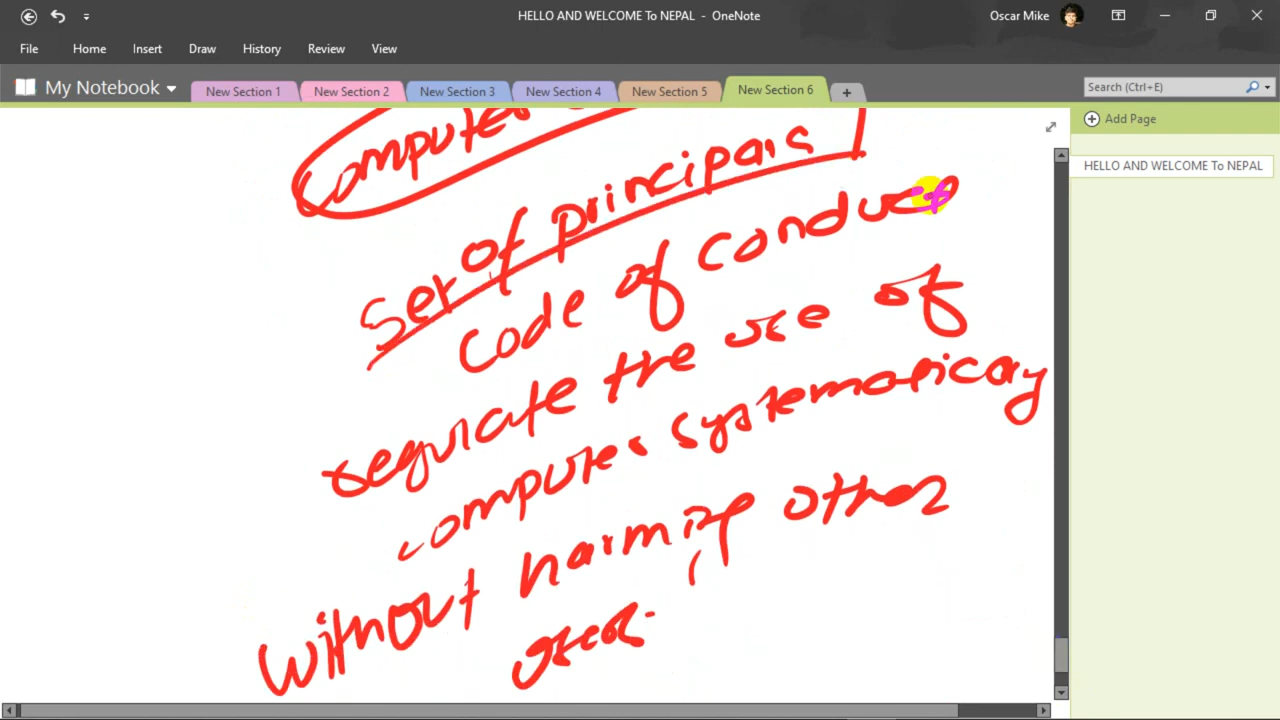 HELLO AND WELCOME To NEPAL - OneNote
Oscar Mike
File Home Insert Draw History Review View
My Notebook
New Section 1 New Section 2 New Section 3 New Section 4 New Section 5 New Section 6
Search (Ctrl+E)
Add Page
HELLO AND WELCOME To NEPAL
Computer
Set of principals
Code of conduct
regulate the use of
computer systematically
without harming other
user.